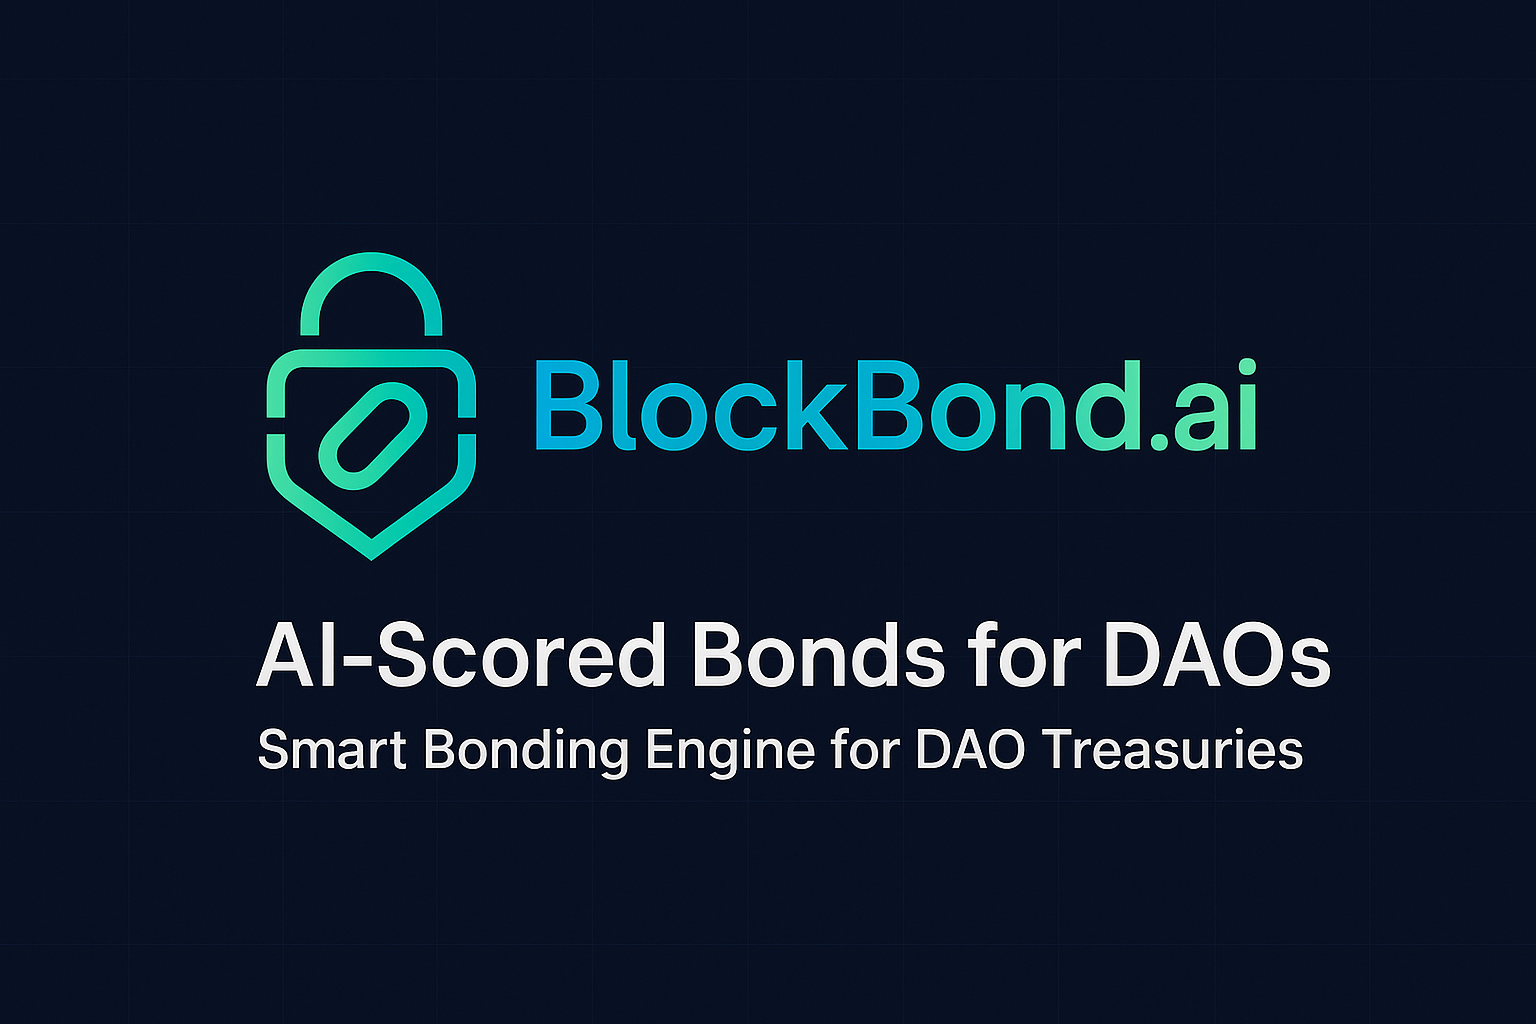 BlockBond.ai
AI-Scored Bonds for DAOs
Smart Bonding Engine for DAO Treasuries